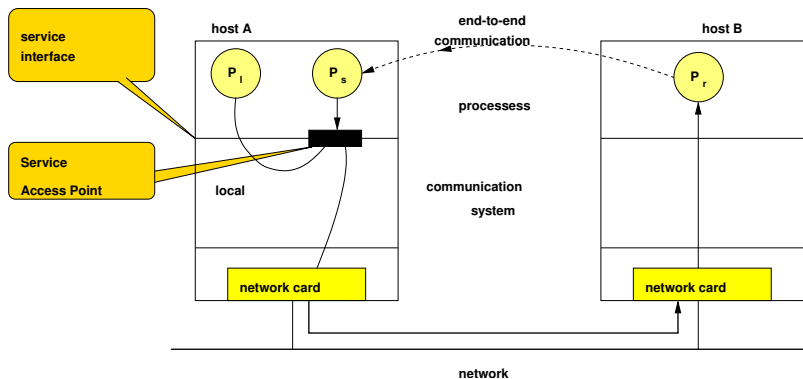 host A
end-to-end
communication
host B
service
interface
P l
P s
P r
processess
Service
Access Point
local
communication
system
network card
network card
network